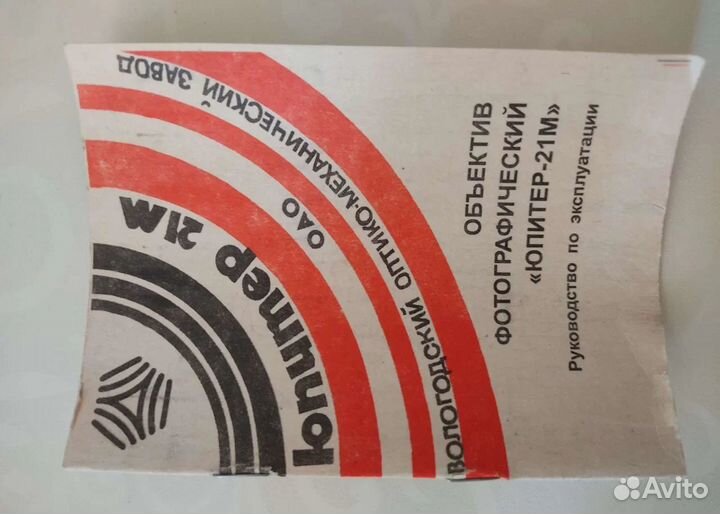 ВОЛОГОДСКИЙ ОПТИКО-МЕХАНИЧЕСКИЙ ЗАВОД
ОАО
Юпитер 21м
ОБЪЕКТИВ
ФОТОГРАФИЧЕСКИЙ
«ЮПИТЕР-21М»
Руководство по эксплуатации
Avito